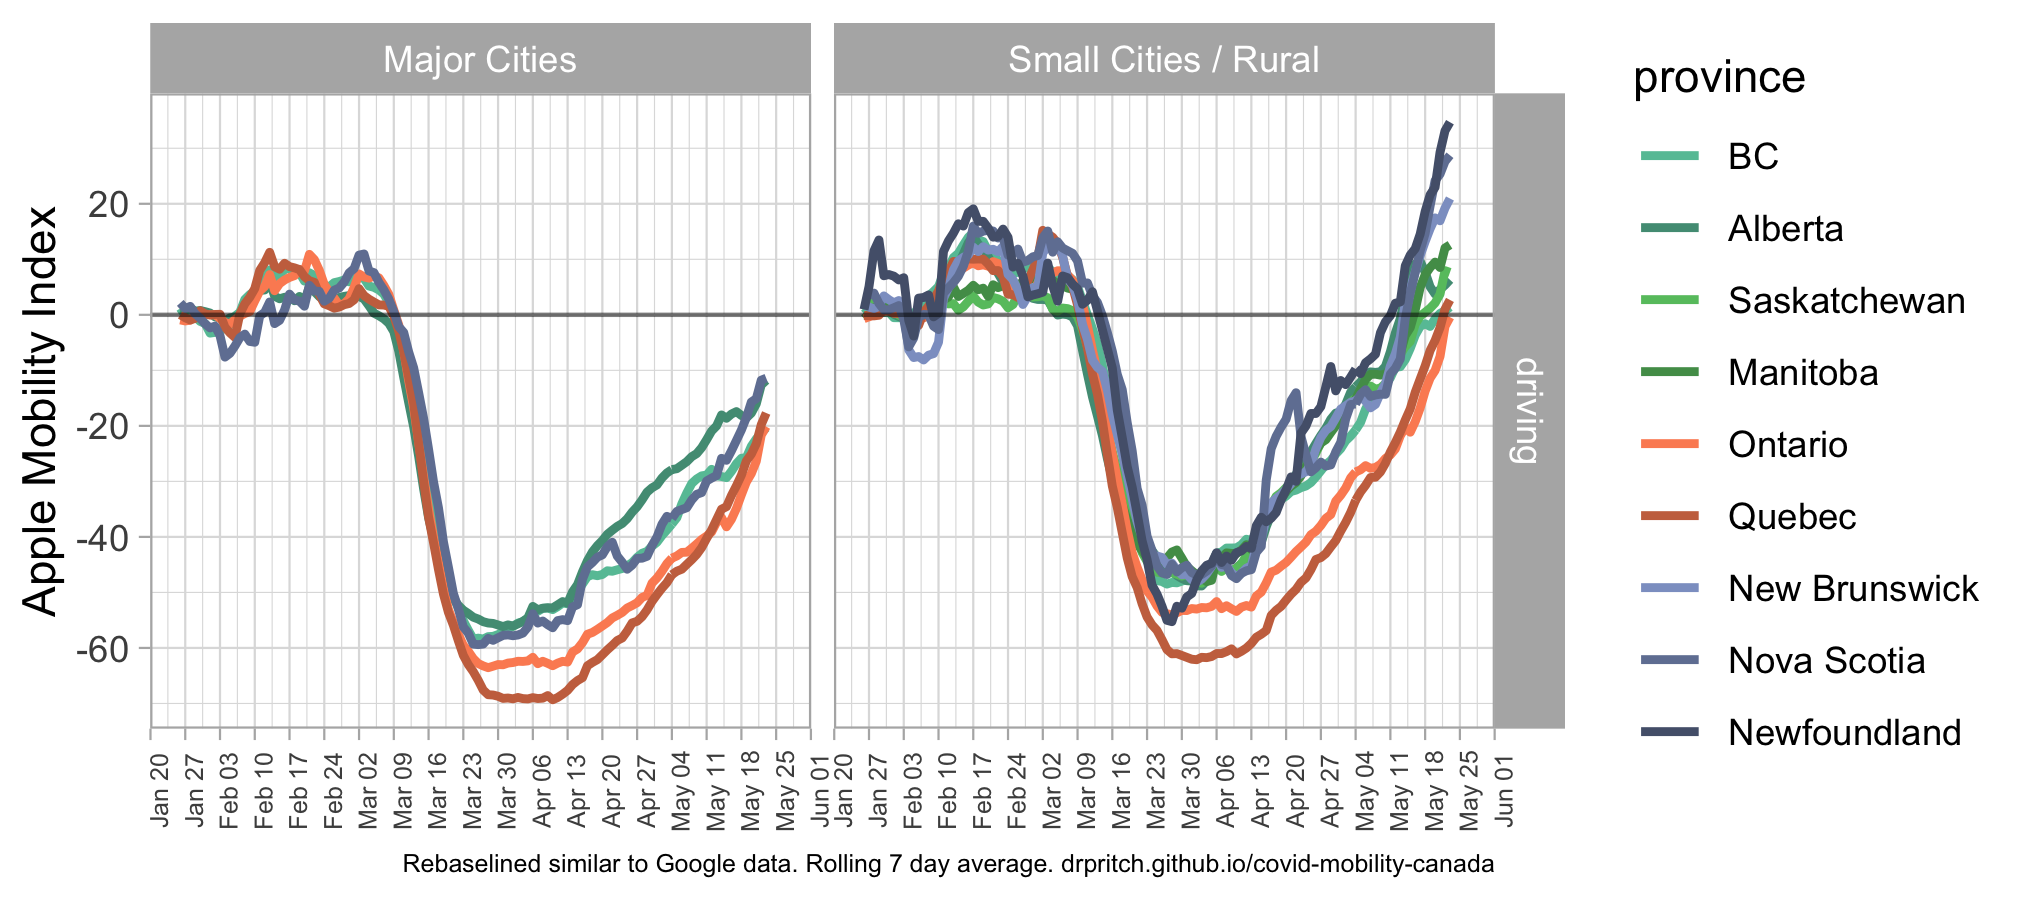 Major Cities
Small Cities / Rural
Apple Mobility Index
20
0
-20
-40
-60
driving
Jan 20
Jan 27
Feb 03
Feb 10
Feb 17
Feb 24
Mar 02
Mar 09
Mar 16
Mar 23
Mar 30
Apr 06
Apr 13
Apr 20
Apr 27
May 04
May 11
May 18
May 25
Jun 01
Jan 20
Jan 27
Feb 03
Feb 10
Feb 17
Feb 24
Mar 02
Mar 09
Mar 16
Mar 23
Mar 30
Apr 06
Apr 13
Apr 20
Apr 27
May 04
May 11
May 18
May 25
Jun 01
Rebaselined similar to Google data. Rolling 7 day average. drpritch.github.io/covid-mobility-canada
province
BC
Alberta
Saskatchewan
Manitoba
Ontario
Quebec
New Brunswick
Nova Scotia
Newfoundland